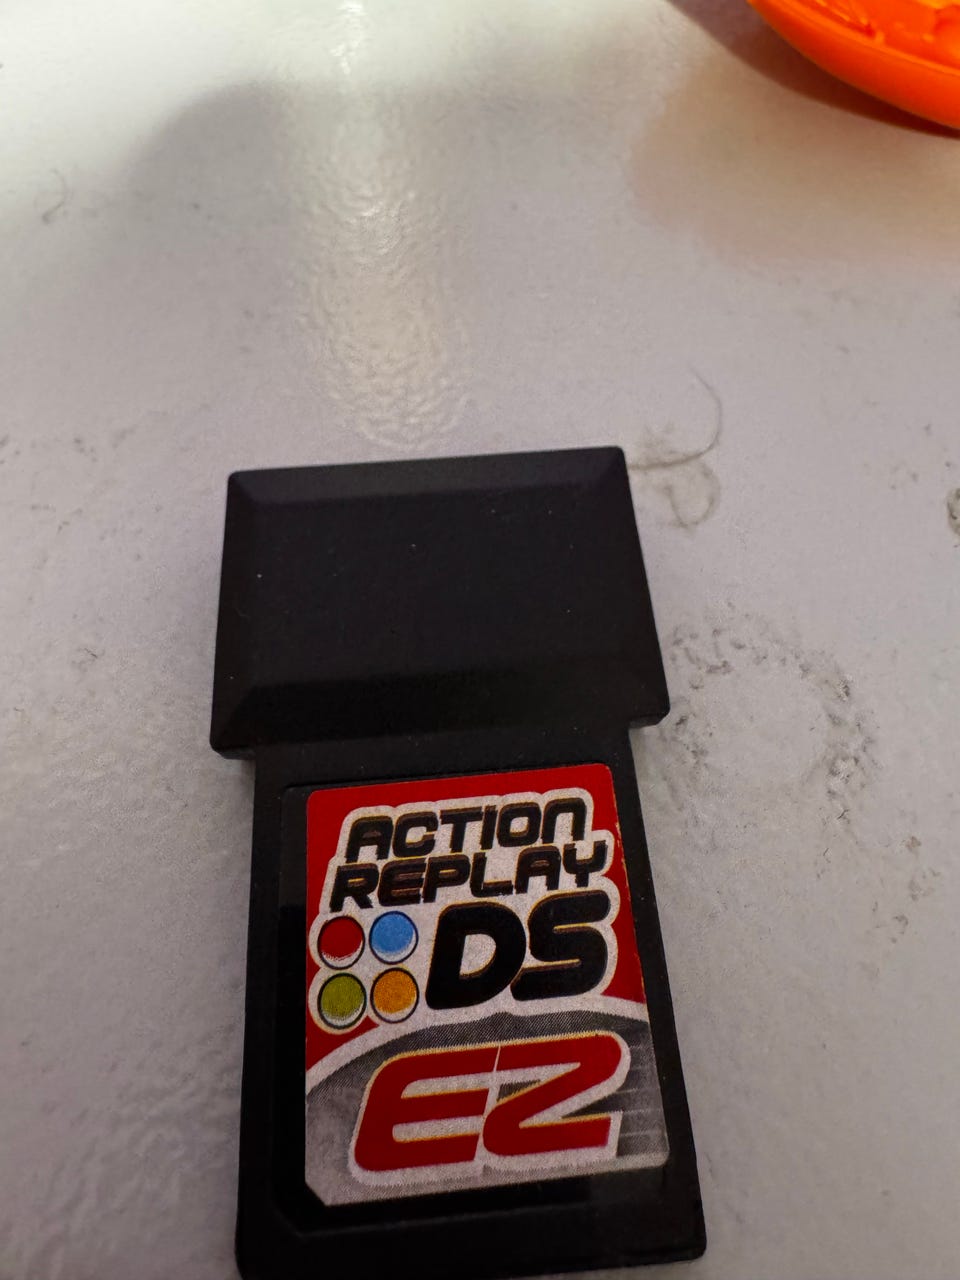 ACTION
REPLAY
DS
EZ